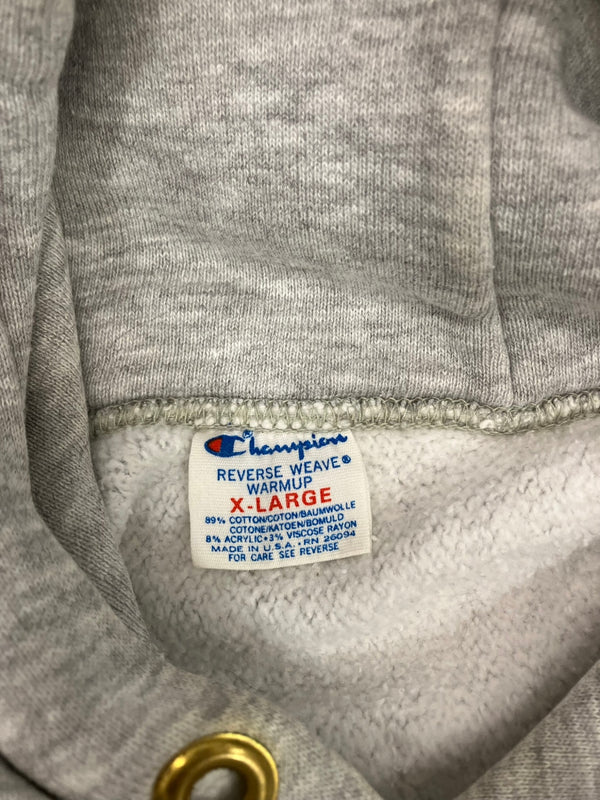 Champion
REVERSE WEAVE®
WARMUP
X-LARGE
89% COTTON/COTON/BAUMWOLLE
COTONE/KATOEN/BOMULD
8% ACRYLIC•3% VISCOSE RAYON
MADE IN U.S.A.•RN 26094
FOR CARE SEE REVERSE